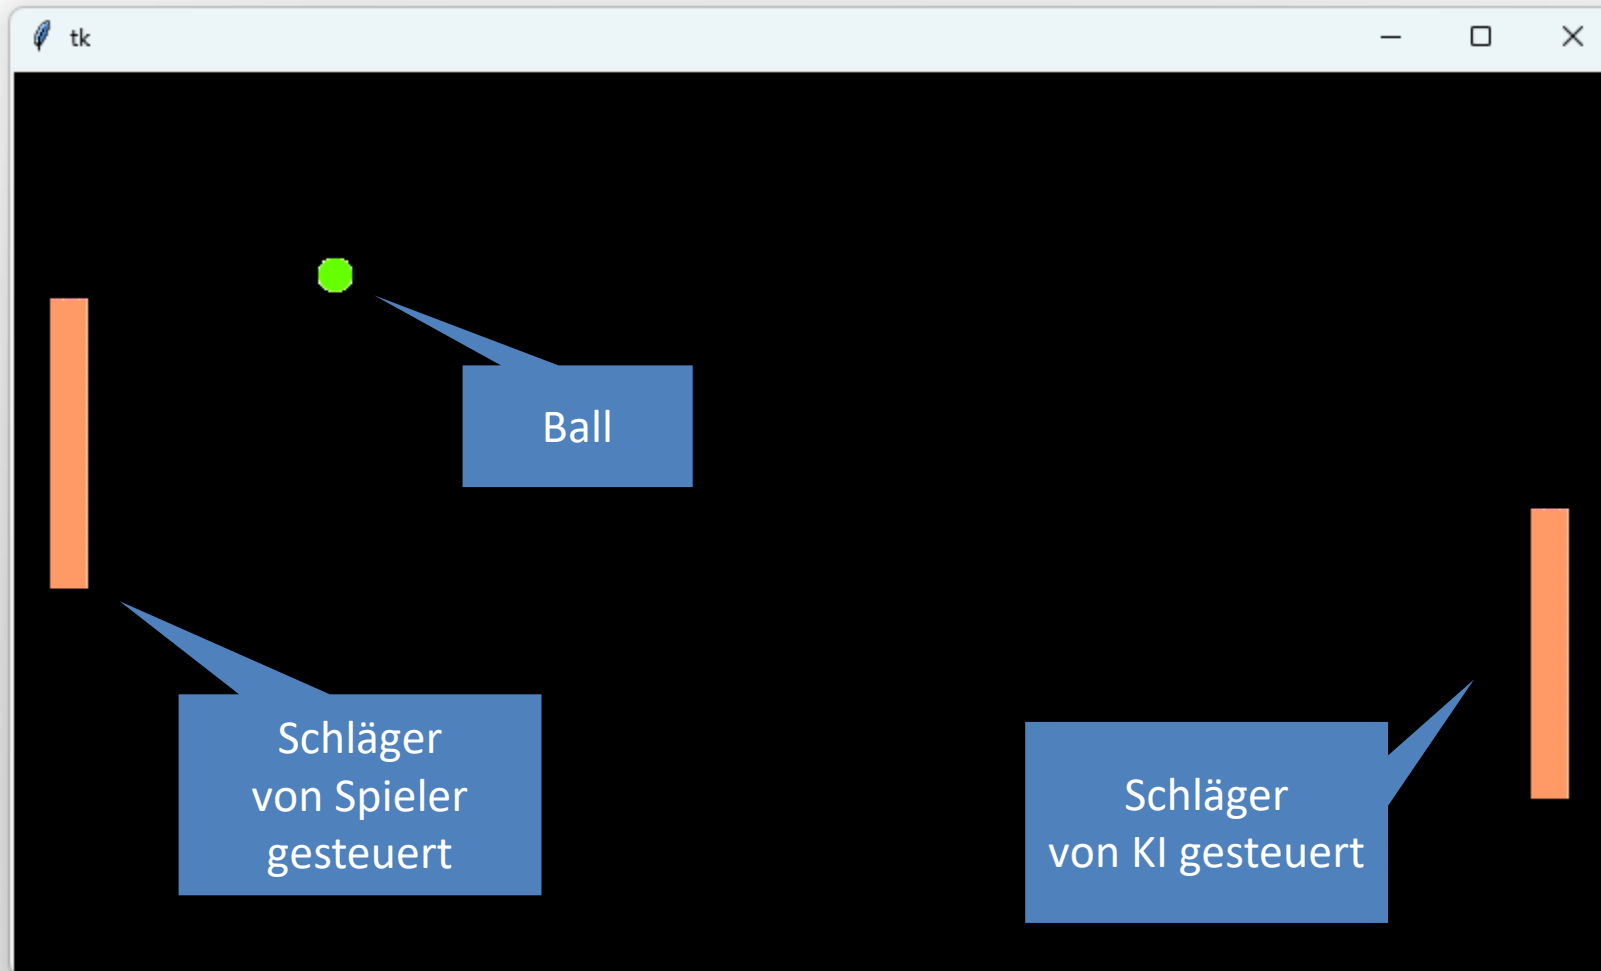 tk
Ball
Schläger
von Spieler
gesteuert
Schläger
von KI gesteuert